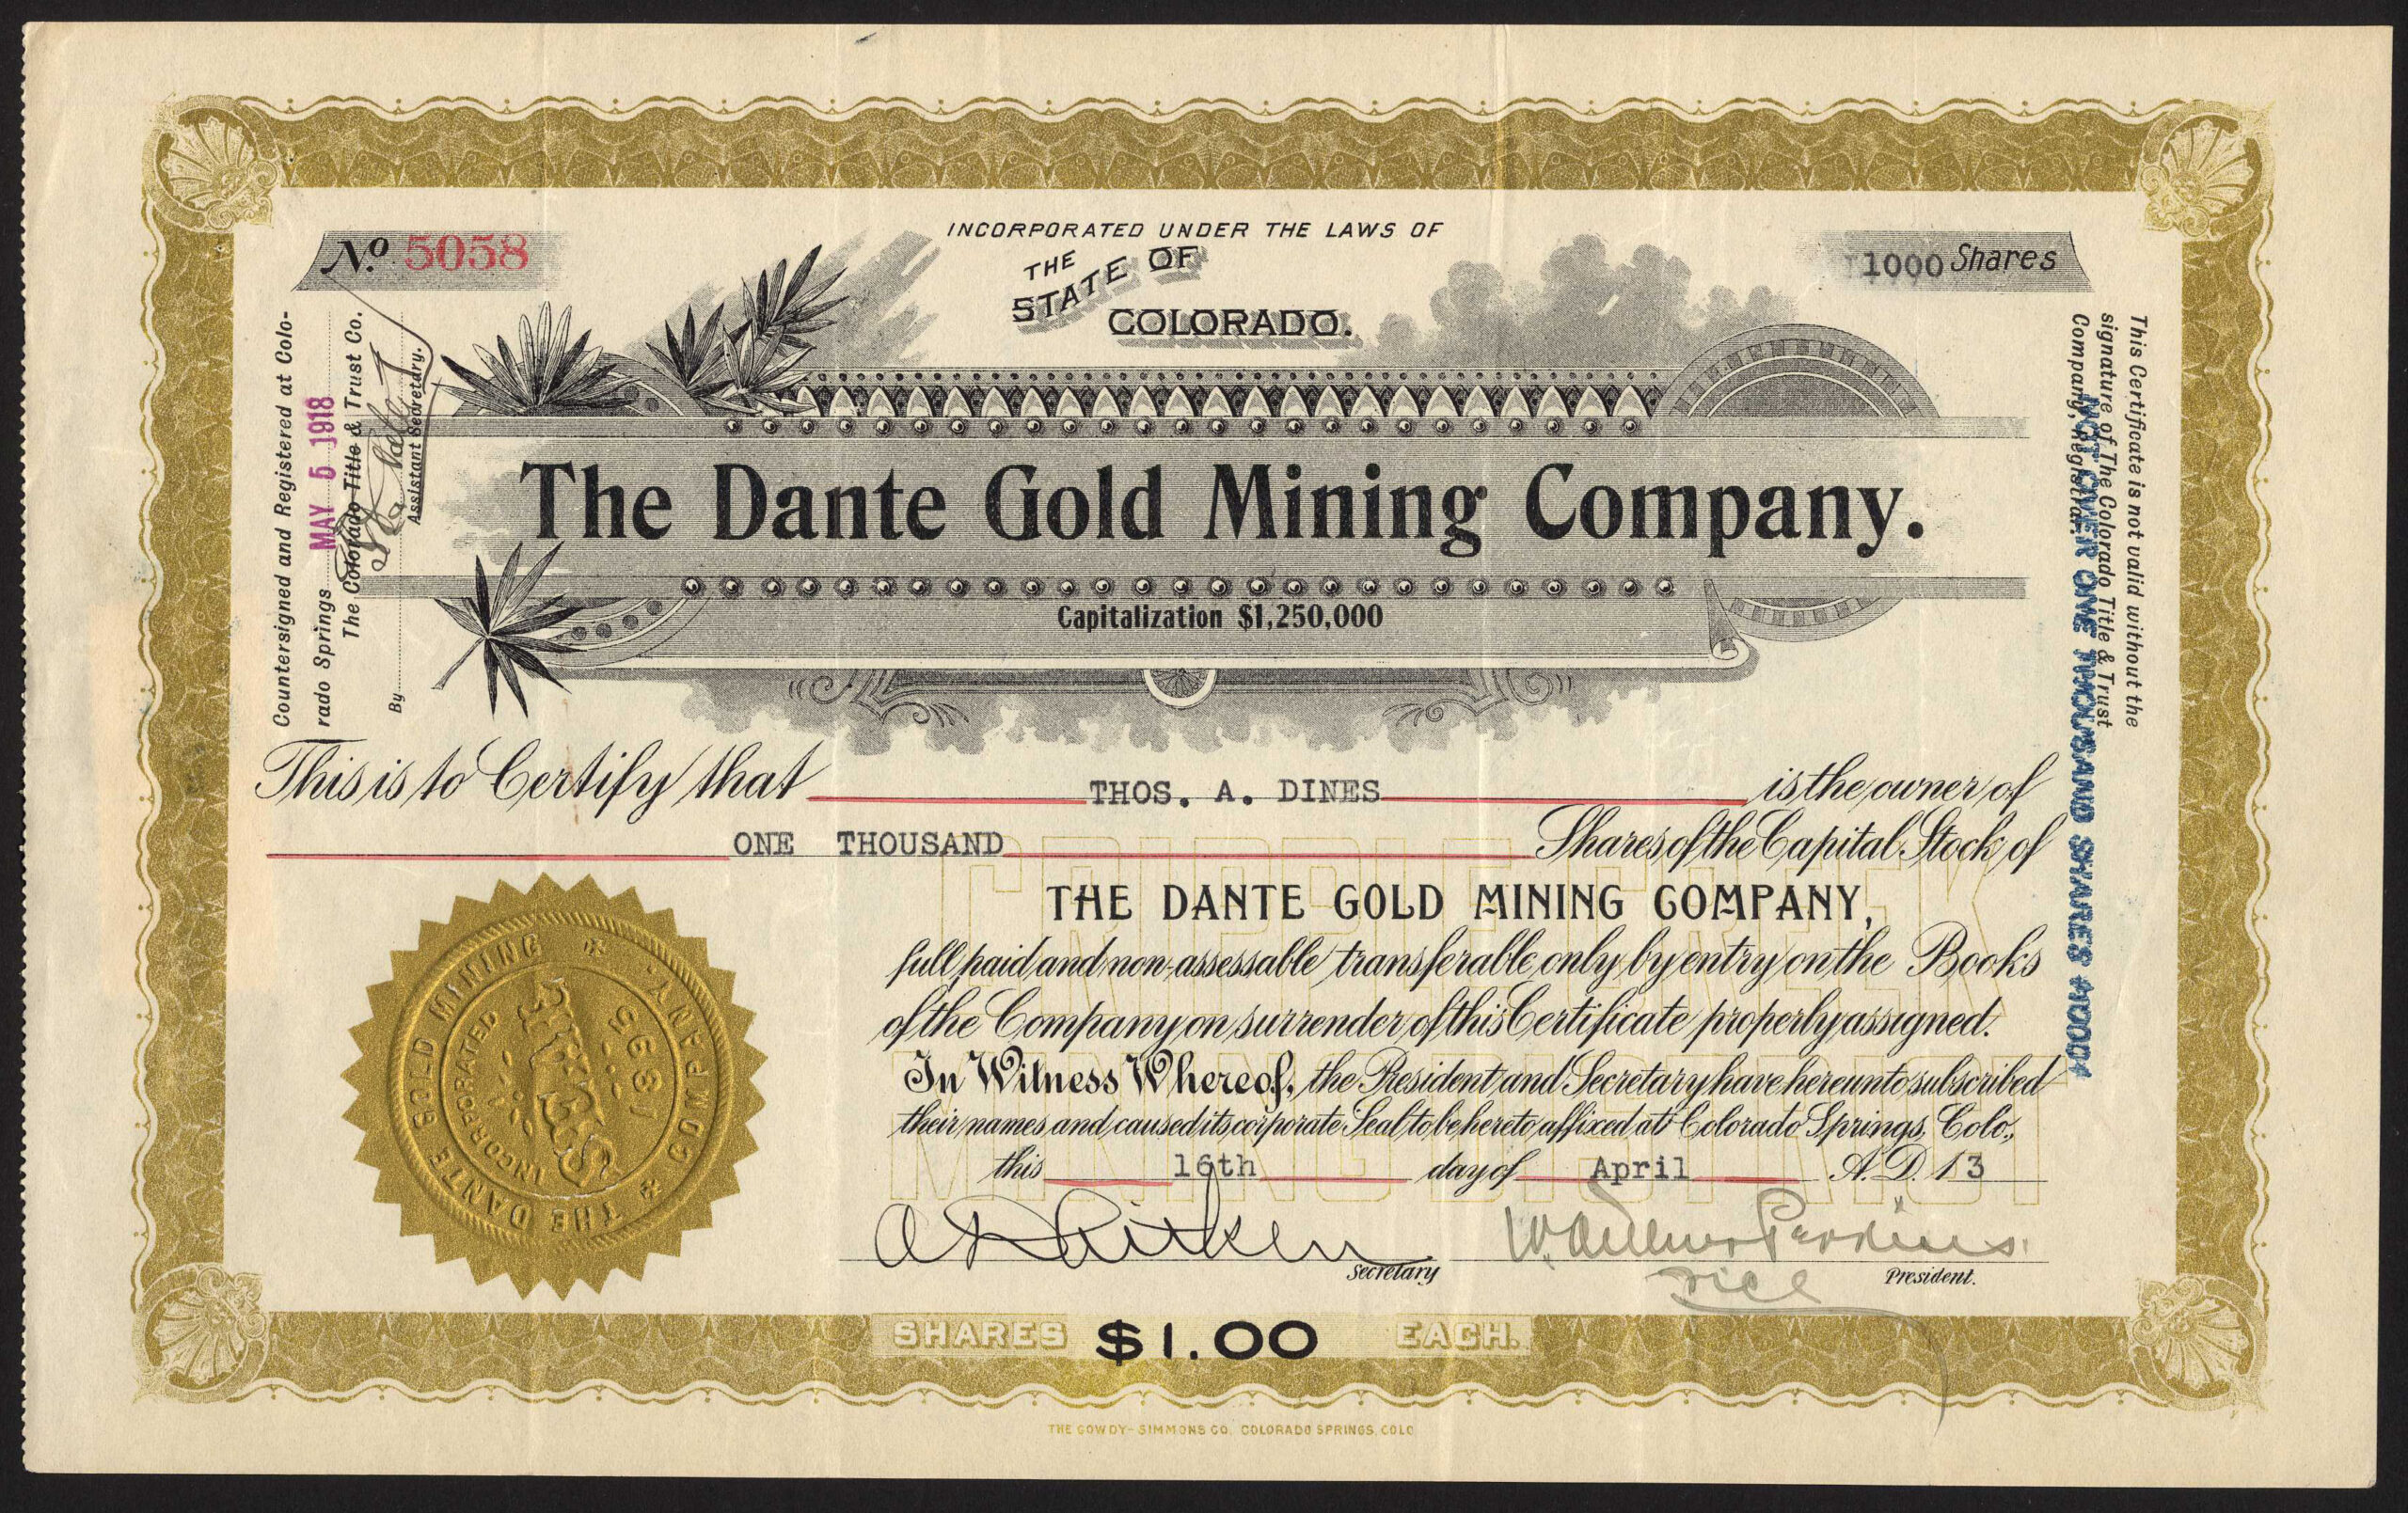 INCORPORATED UNDER THE LAWS OF
THE
STATE OF
COLORADO.
No. 5058
1000 Shares
Countersigned and Registered at Colo-
rado Springs MAY 5 1918
The Colorado Title & Trust Co.
By
Assistant Secretary.
This Certificate is not valid without the
signature of The Colorado Title & Trust
Company, Registrar.
NOT OVER ONE THOUSAND SHARES
The Dante Gold Mining Company.
Capitalization $1,250,000
This is to Certify that THOS. A. DINES is the owner of
ONE THOUSAND Shares of the Capital Stock of
THE DANTE GOLD MINING COMPANY,
full paid and non-assessable transferable only by entry on the Books
of the Company on surrender of this Certificate properly assigned.
In Witness Whereof, the President and Secretary have hereunto subscribed
their names and caused its corporate Seal to be hereto affixed at Colorado Springs, Colo.,
this 16th day of April A.D. 13
CRIPPLE CREEK
MINING DISTRICT
A D Aitken
Secretary
Perkins
vice President.
THE DANTE GOLD MINING COMPANY.
INCORPORATED
1895
SEAL
SHARES $1.00 EACH.
THE GOWDY-SIMMONS CO. COLORADO SPRINGS, COLO